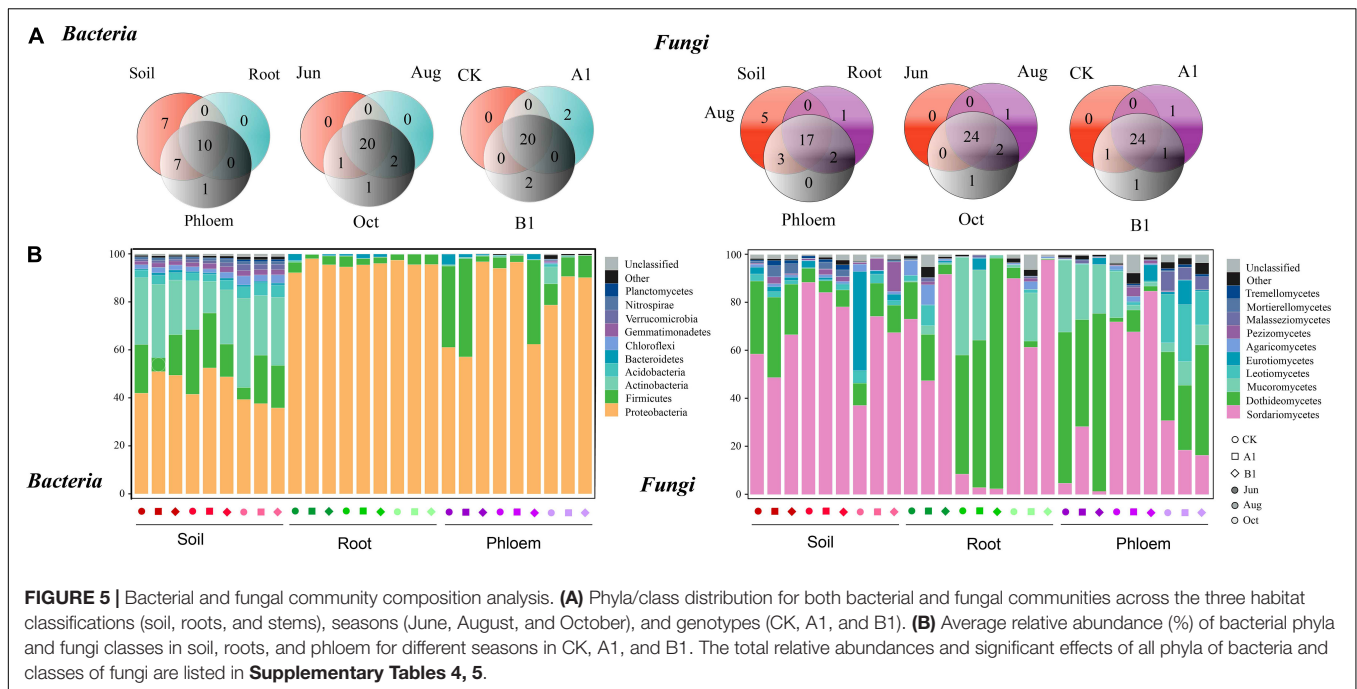 A Bacteria
Fungi
Soil Root
Jun Aug
CK A1
Soil Root
Jun Aug
CK A1
Aug
7 0 0
10
7 0
1
Phloem
0 0 0
20
1 2
1
Oct
0 0 2
20
0 0
2
B1
5 0 1
17
3 2
0
Phloem
0 0 1
24
0 2
1
Oct
0 0 1
24
1 1
1
B1
B
100
80
60
40
20
0
Unclassified
Other
Planctomycetes
Nitrospirae
Verrucomicrobia
Gemmatimonadetes
Chloroflexi
Bacteroidetes
Acidobacteria
Actinobacteria
Firmicutes
Proteobacteria
Bacteria
Soil Root Phloem
100
80
60
40
20
0
Unclassified
Other
Tremellomycetes
Mortierellomycetes
Malasseziomycetes
Pezizomycetes
Agaricomycetes
Eurotiomycetes
Leotiomycetes
Mucoromycetes
Dothideomycetes
Sordariomycetes
CK
A1
B1
Jun
Aug
Oct
Fungi
Soil Root Phloem
FIGURE 5 | Bacterial and fungal community composition analysis. (A) Phyla/class distribution for both bacterial and fungal communities across the three habitat
classifications (soil, roots, and stems), seasons (June, August, and October), and genotypes (CK, A1, and B1). (B) Average relative abundance (%) of bacterial phyla
and fungi classes in soil, roots, and phloem for different seasons in CK, A1, and B1. The total relative abundances and significant effects of all phyla of bacteria and
classes of fungi are listed in Supplementary Tables 4, 5.